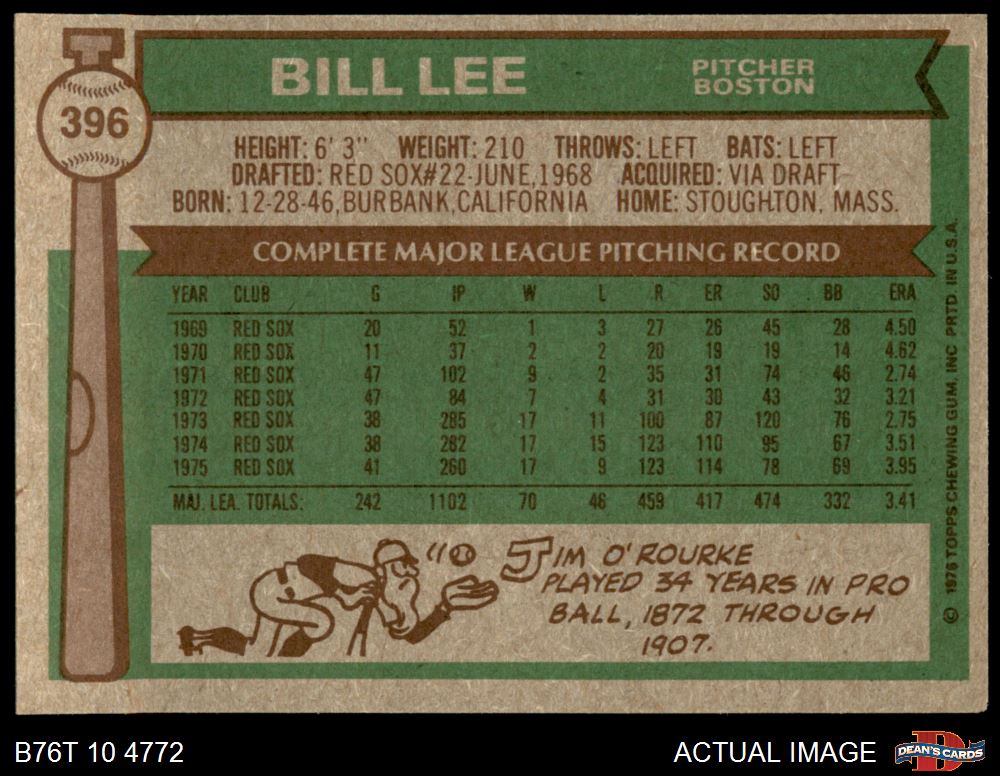 396
BILL LEE
PITCHER
BOSTON
HEIGHT: 6' 3" WEIGHT: 210 THROWS: LEFT BATS: LEFT
DRAFTED: RED SOX#22-JUNE,1968 ACQUIRED: VIA DRAFT
BORN: 12-28-46,BURBANK,CALIFORNIA HOME: STOUGHTON, MASS.
COMPLETE MAJOR LEAGUE PITCHING RECORD
YEAR CLUB G IP W L R ER SO BB ERA
1969 RED SOX 20 52 1 3 27 26 45 28 4.50
1970 RED SOX 11 37 2 2 20 19 19 14 4.62
1971 RED SOX 47 102 9 2 35 31 74 46 2.74
1972 RED SOX 47 84 7 4 31 30 43 32 3.21
1973 RED SOX 38 285 17 11 100 87 120 76 2.75
1974 RED SOX 38 282 17 15 123 110 95 67 3.51
1975 RED SOX 41 260 17 9 123 114 78 69 3.95
MAJ. LEA. TOTALS: 242 1102 70 46 459 417 474 332 3.41
JIM O'ROURKE
PLAYED 34 YEARS IN PRO
BALL, 1872 THROUGH
1907.
© 1976 TOPPS CHEWING GUM, INC PRTD IN U.S.A.
B76T 10 4772
ACTUAL IMAGE
DEAN'S CARDS